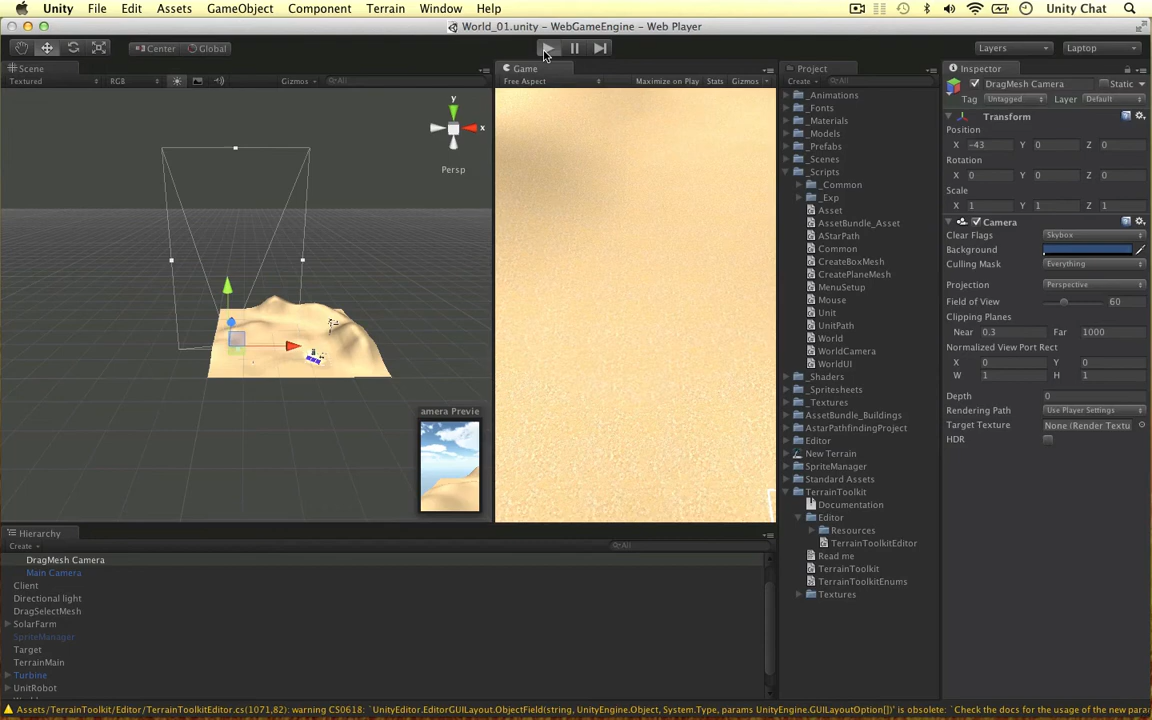 Unity File Edit Assets GameObject Component Terrain Window Help Unity Chat
World_01.unity – WebGameEngine – Web Player
Center Global Layers Laptop
Scene
Textured RGB Gizmos All
y
x
Persp
amera Previe
Game
Free Aspect Maximize on Play Stats Gizmos
Project
Create All
_Animations
_Fonts
_Materials
_Models
_Prefabs
_Scenes
_Scripts
_Common
_Exp
Asset
AssetBundle_Asset
AStarPath
Common
CreateBoxMesh
CreatePlaneMesh
MenuSetup
Mouse
Unit
UnitPath
World
WorldCamera
WorldUI
_Shaders
_Spritesheets
_Textures
AssetBundle_Buildings
AstarPathfindingProject
Editor
New Terrain
SpriteManager
Standard Assets
TerrainToolkit
Documentation
Editor
Resources
TerrainToolkitEditor
Read me
TerrainToolkit
TerrainToolkitEnums
Textures
Inspector
DragMesh Camera Static
Tag Untagged Layer Default
Transform
Position
X -43 Y 0 Z 0
Rotation
X 0 Y 0 Z 0
Scale
X 1 Y 1 Z 1
Camera
Clear Flags Skybox
Background
Culling Mask Everything
Projection Perspective
Field of View 60
Clipping Planes
Near 0.3 Far 1000
Normalized View Port Rect
X 0 Y 0
W 1 H 1
Depth 0
Rendering Path Use Player Settings
Target Texture None (Render Textu
HDR
Hierarchy
Create All
DragMesh Camera
Main Camera
Client
Directional light
DragSelectMesh
SolarFarm
SpriteManager
Target
TerrainMain
Turbine
UnitRobot
Assets/TerrainToolkit/Editor/TerrainToolkitEditor.cs(1071,82): warning CS0618: `UnityEditor.EditorGUILayout.ObjectField(string, UnityEngine.Object, System.Type, params UnityEngine.GUILayoutOption[])' is obsolete: `Check the docs for the usage of the new paran